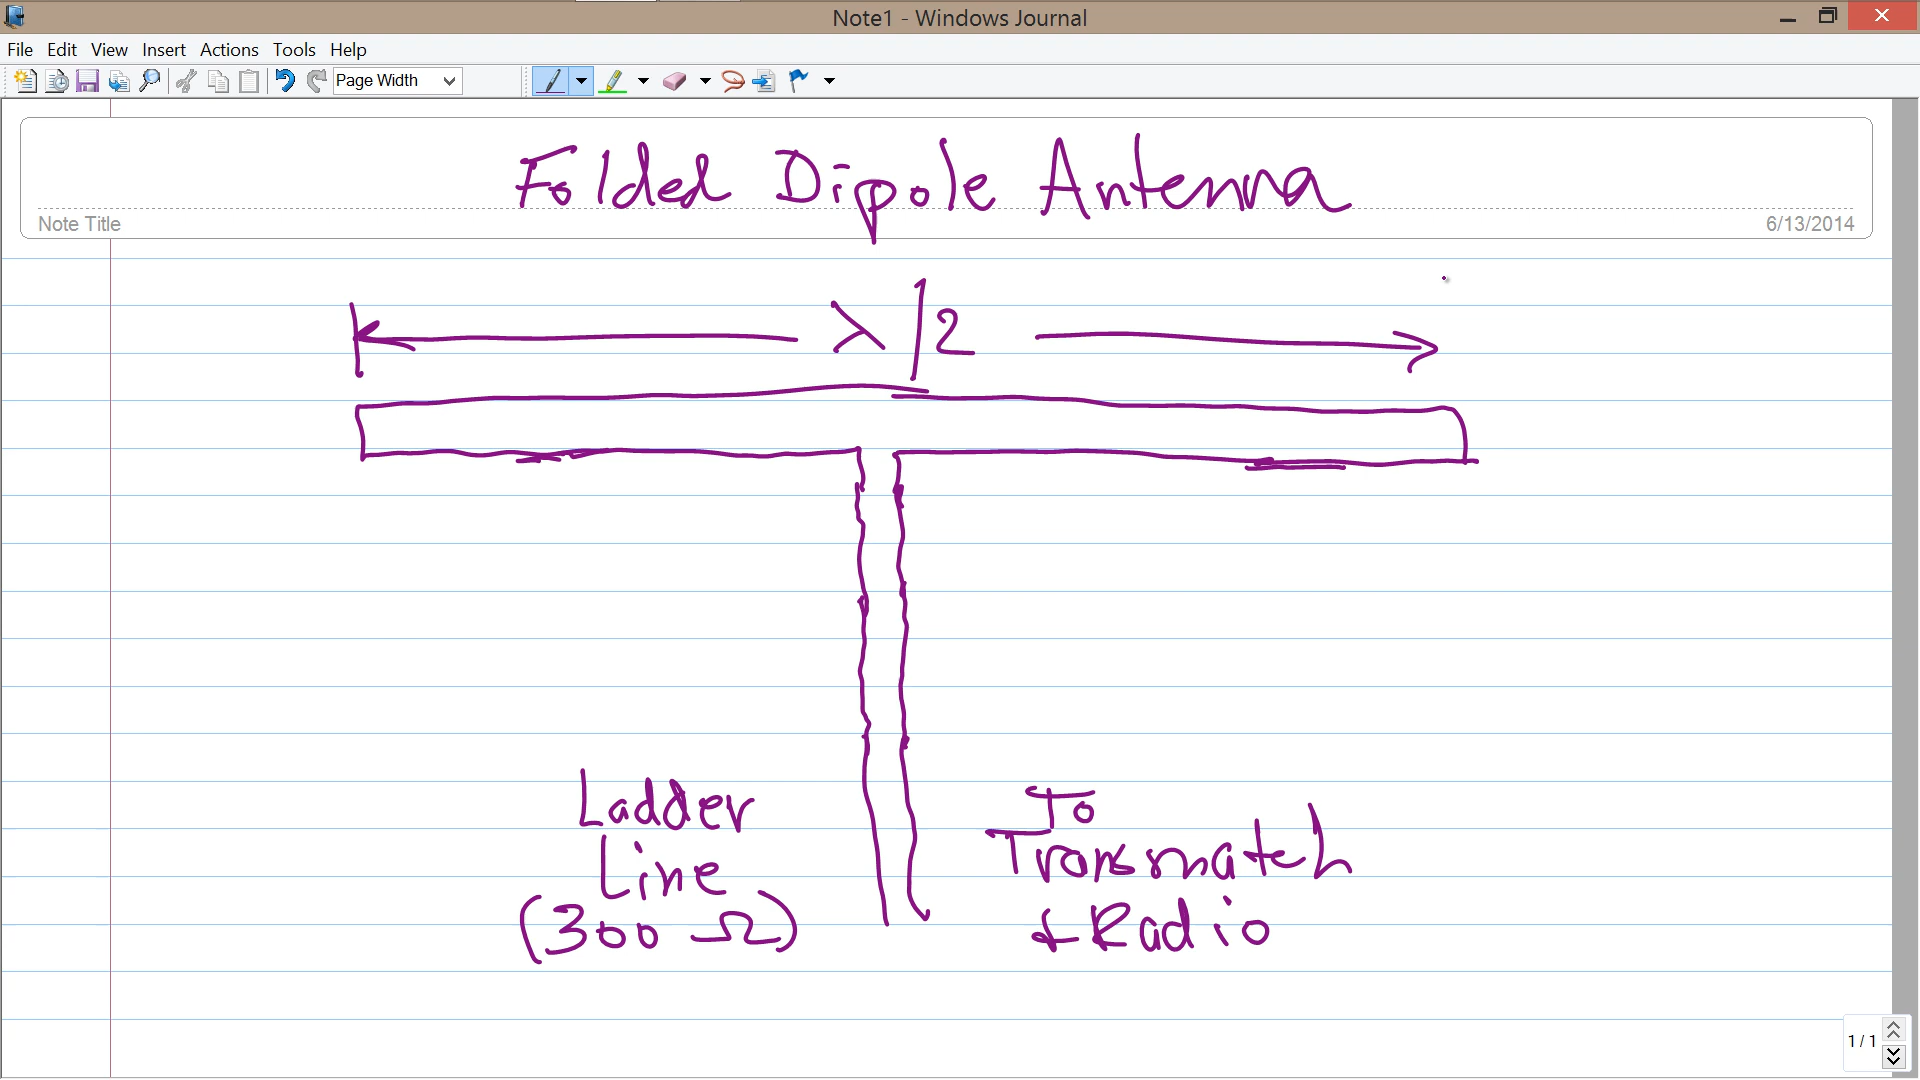 Note1 - Windows Journal
File Edit View Insert Actions Tools Help
Page Width
Folded Dipole Antenna
Note Title 6/13/2014
λ/2
Ladder
Line
(300 Ω)
To
Transmatch
& Radio
1 / 1